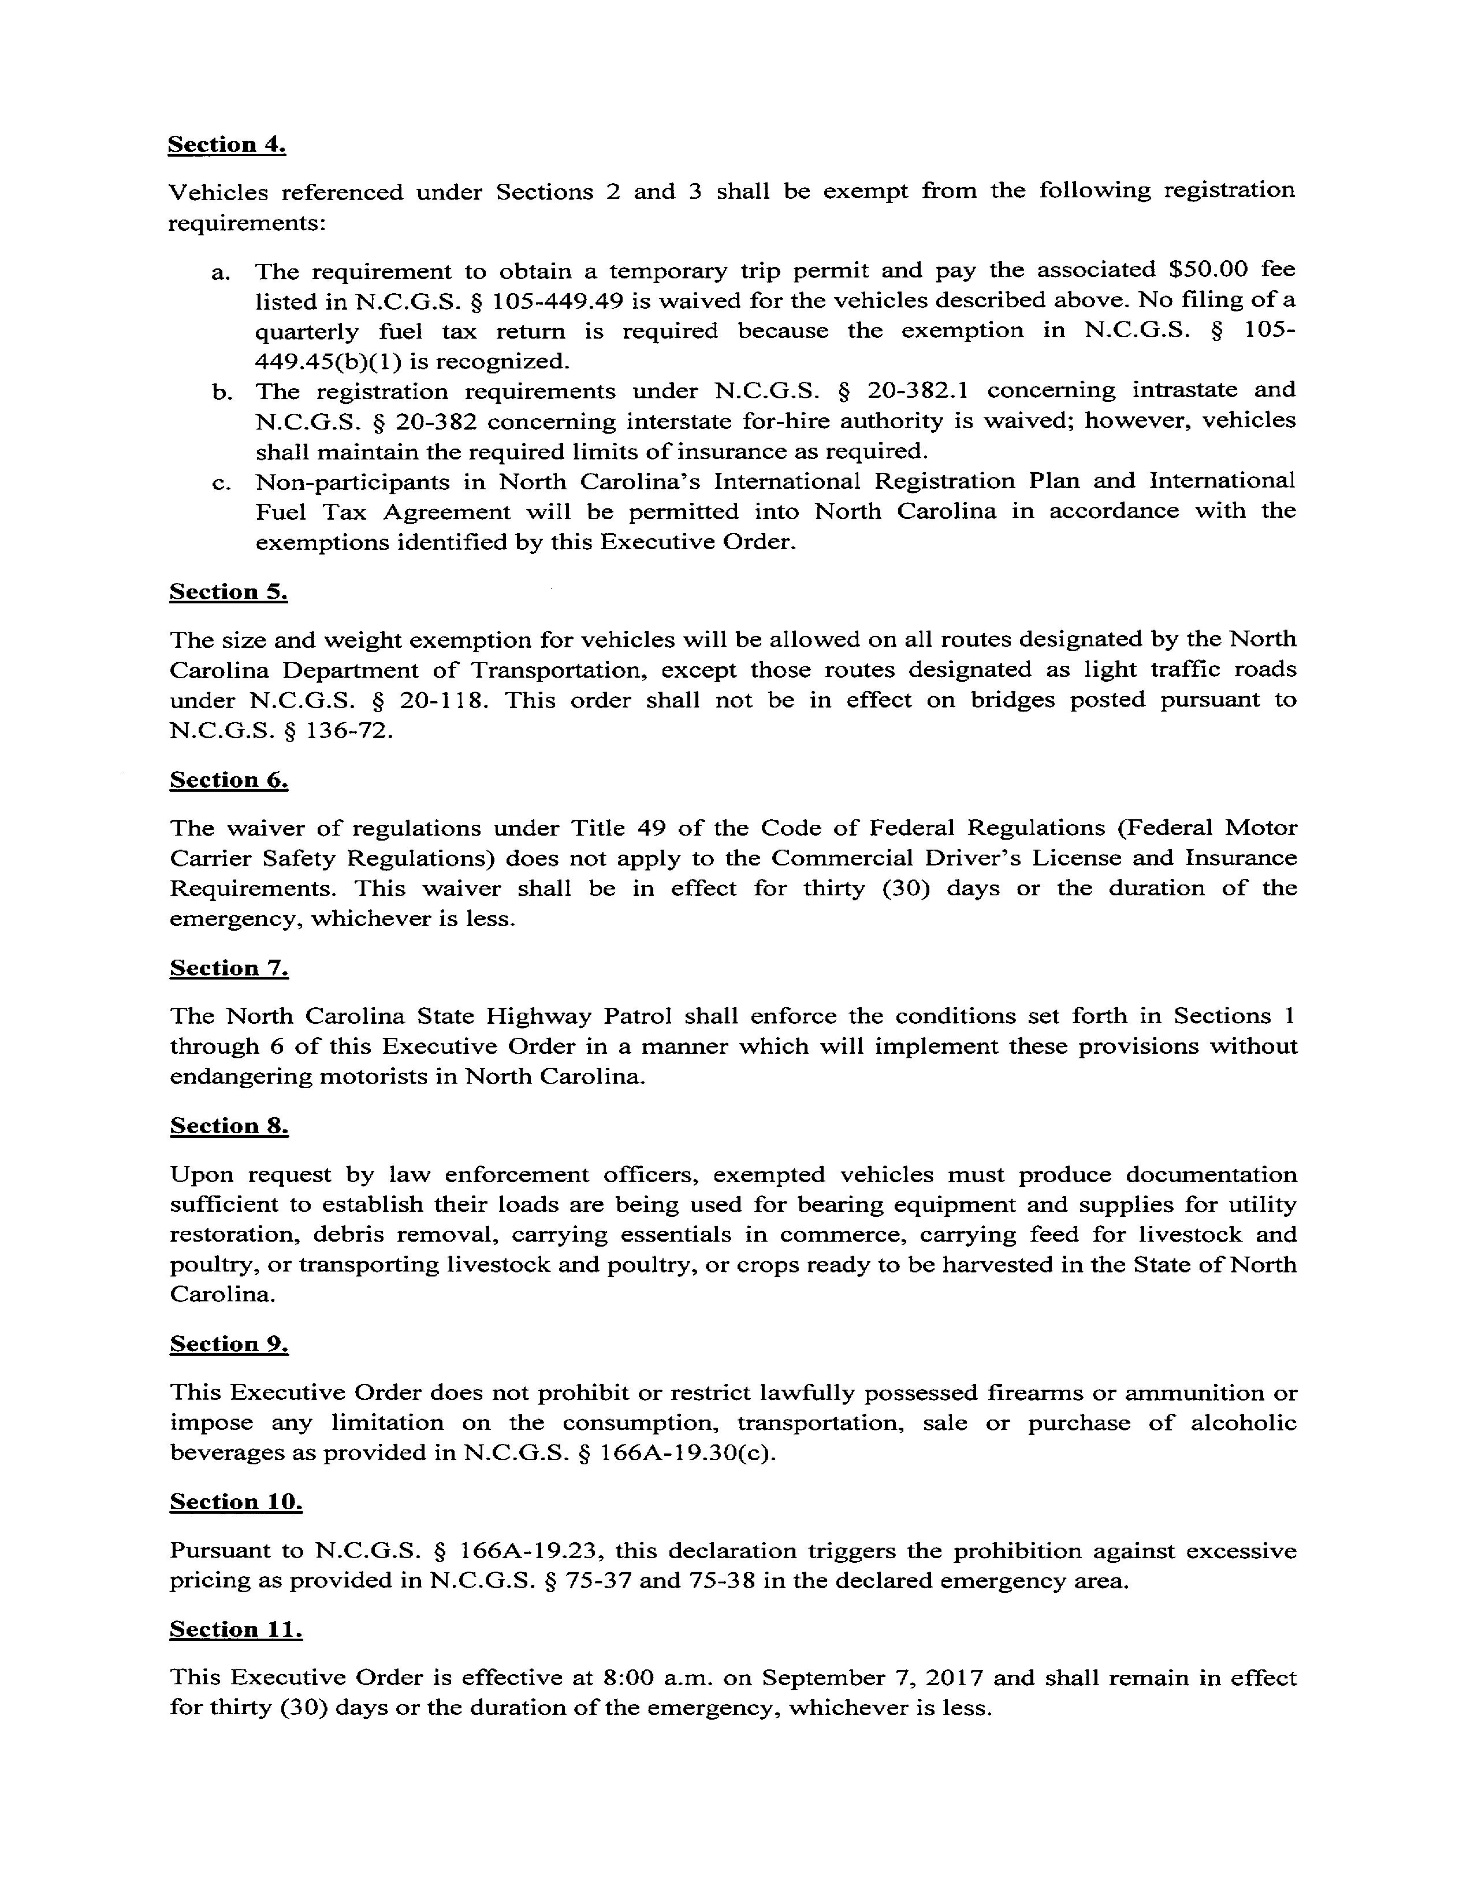 Section 4.
Vehicles referenced under Sections 2 and 3 shall be exempt from the following registration
requirements:
a. The requirement to obtain a temporary trip permit and pay the associated $50.00 fee
listed in N.C.G.S. § 105-449.49 is waived for the vehicles described above. No filing of a
quarterly fuel tax return is required because the exemption in N.C.G.S. § 105-
449.45(b)(1) is recognized.
b. The registration requirements under N.C.G.S. § 20-382.1 concerning intrastate and
N.C.G.S. § 20-382 concerning interstate for-hire authority is waived; however, vehicles
shall maintain the required limits of insurance as required.
c. Non-participants in North Carolina’s International Registration Plan and International
Fuel Tax Agreement will be permitted into North Carolina in accordance with the
exemptions identified by this Executive Order.
Section 5.
The size and weight exemption for vehicles will be allowed on all routes designated by the North
Carolina Department of Transportation, except those routes designated as light traffic roads
under N.C.G.S. § 20-118. This order shall not be in effect on bridges posted pursuant to
N.C.G.S. § 136-72.
Section 6.
The waiver of regulations under Title 49 of the Code of Federal Regulations (Federal Motor
Carrier Safety Regulations) does not apply to the Commercial Driver’s License and Insurance
Requirements. This waiver shall be in effect for thirty (30) days or the duration of the
emergency, whichever is less.
Section 7.
The North Carolina State Highway Patrol shall enforce the conditions set forth in Sections 1
through 6 of this Executive Order in a manner which will implement these provisions without
endangering motorists in North Carolina.
Section 8.
Upon request by law enforcement officers, exempted vehicles must produce documentation
sufficient to establish their loads are being used for bearing equipment and supplies for utility
restoration, debris removal, carrying essentials in commerce, carrying feed for livestock and
poultry, or transporting livestock and poultry, or crops ready to be harvested in the State of North
Carolina.
Section 9.
This Executive Order does not prohibit or restrict lawfully possessed firearms or ammunition or
impose any limitation on the consumption, transportation, sale or purchase of alcoholic
beverages as provided in N.C.G.S. § 166A-19.30(c).
Section 10.
Pursuant to N.C.G.S. § 166A-19.23, this declaration triggers the prohibition against excessive
pricing as provided in N.C.G.S. § 75-37 and 75-38 in the declared emergency area.
Section 11.
This Executive Order is effective at 8:00 a.m. on September 7, 2017 and shall remain in effect
for thirty (30) days or the duration of the emergency, whichever is less.